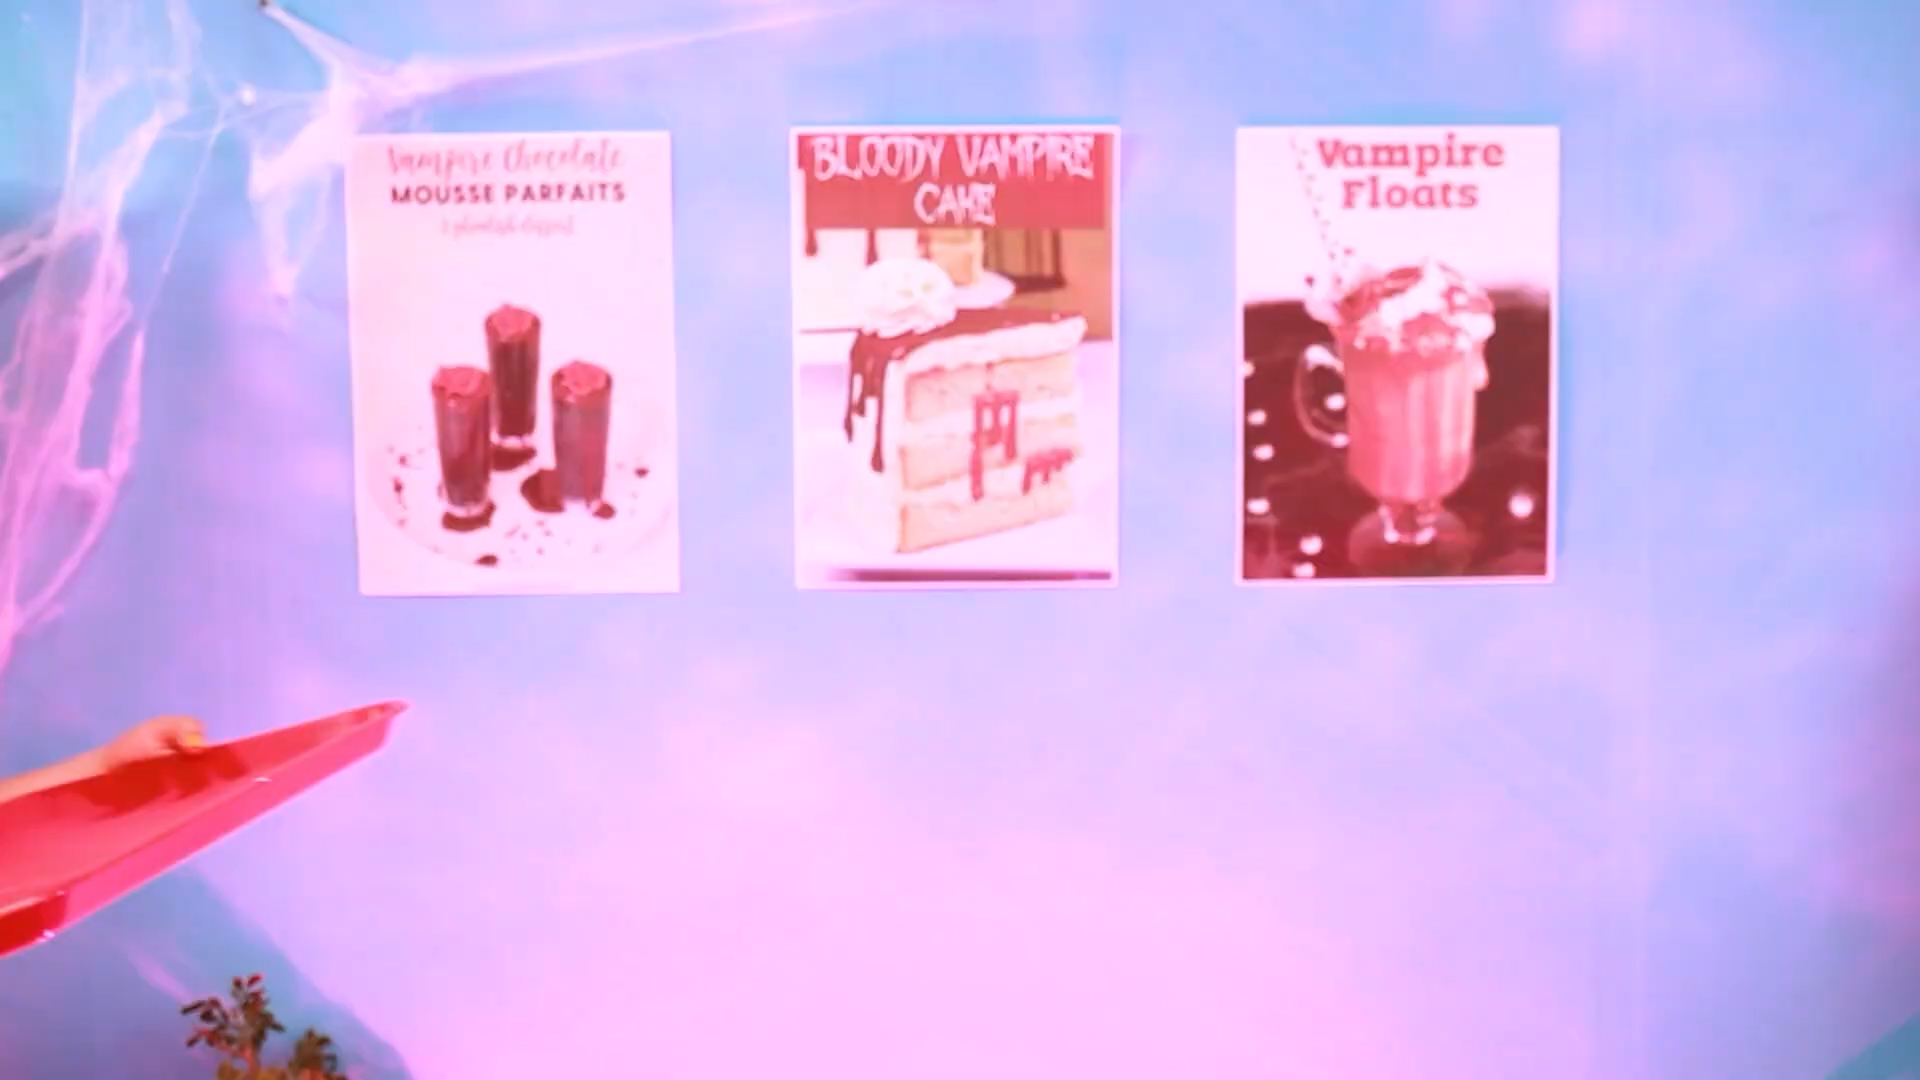 Vampire Chocolate
MOUSSE PARFAITS
BLOODY VAMPIRE
CAKE
Vampire
Floats